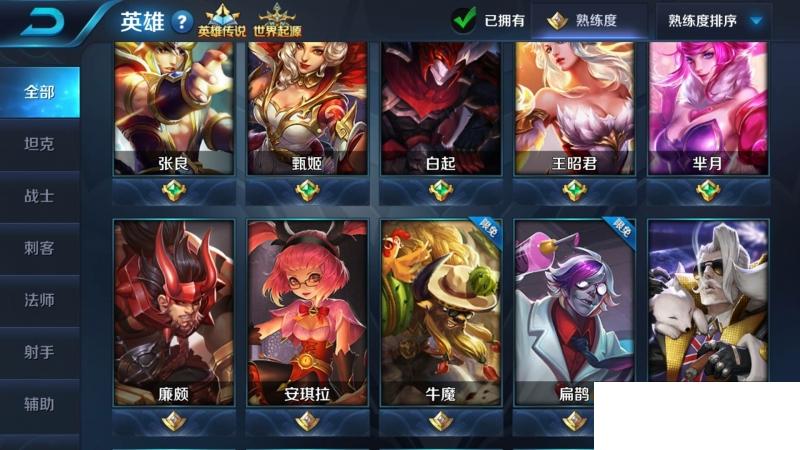 英雄 ? 英雄传说 世界起源 已拥有 熟练度 熟练度排序
全部
坦克
战士
刺客
法师
射手
辅助
张良 甄姬 白起 王昭君 芈月
限免 限免
廉颇 安琪拉 牛魔 扁鹊